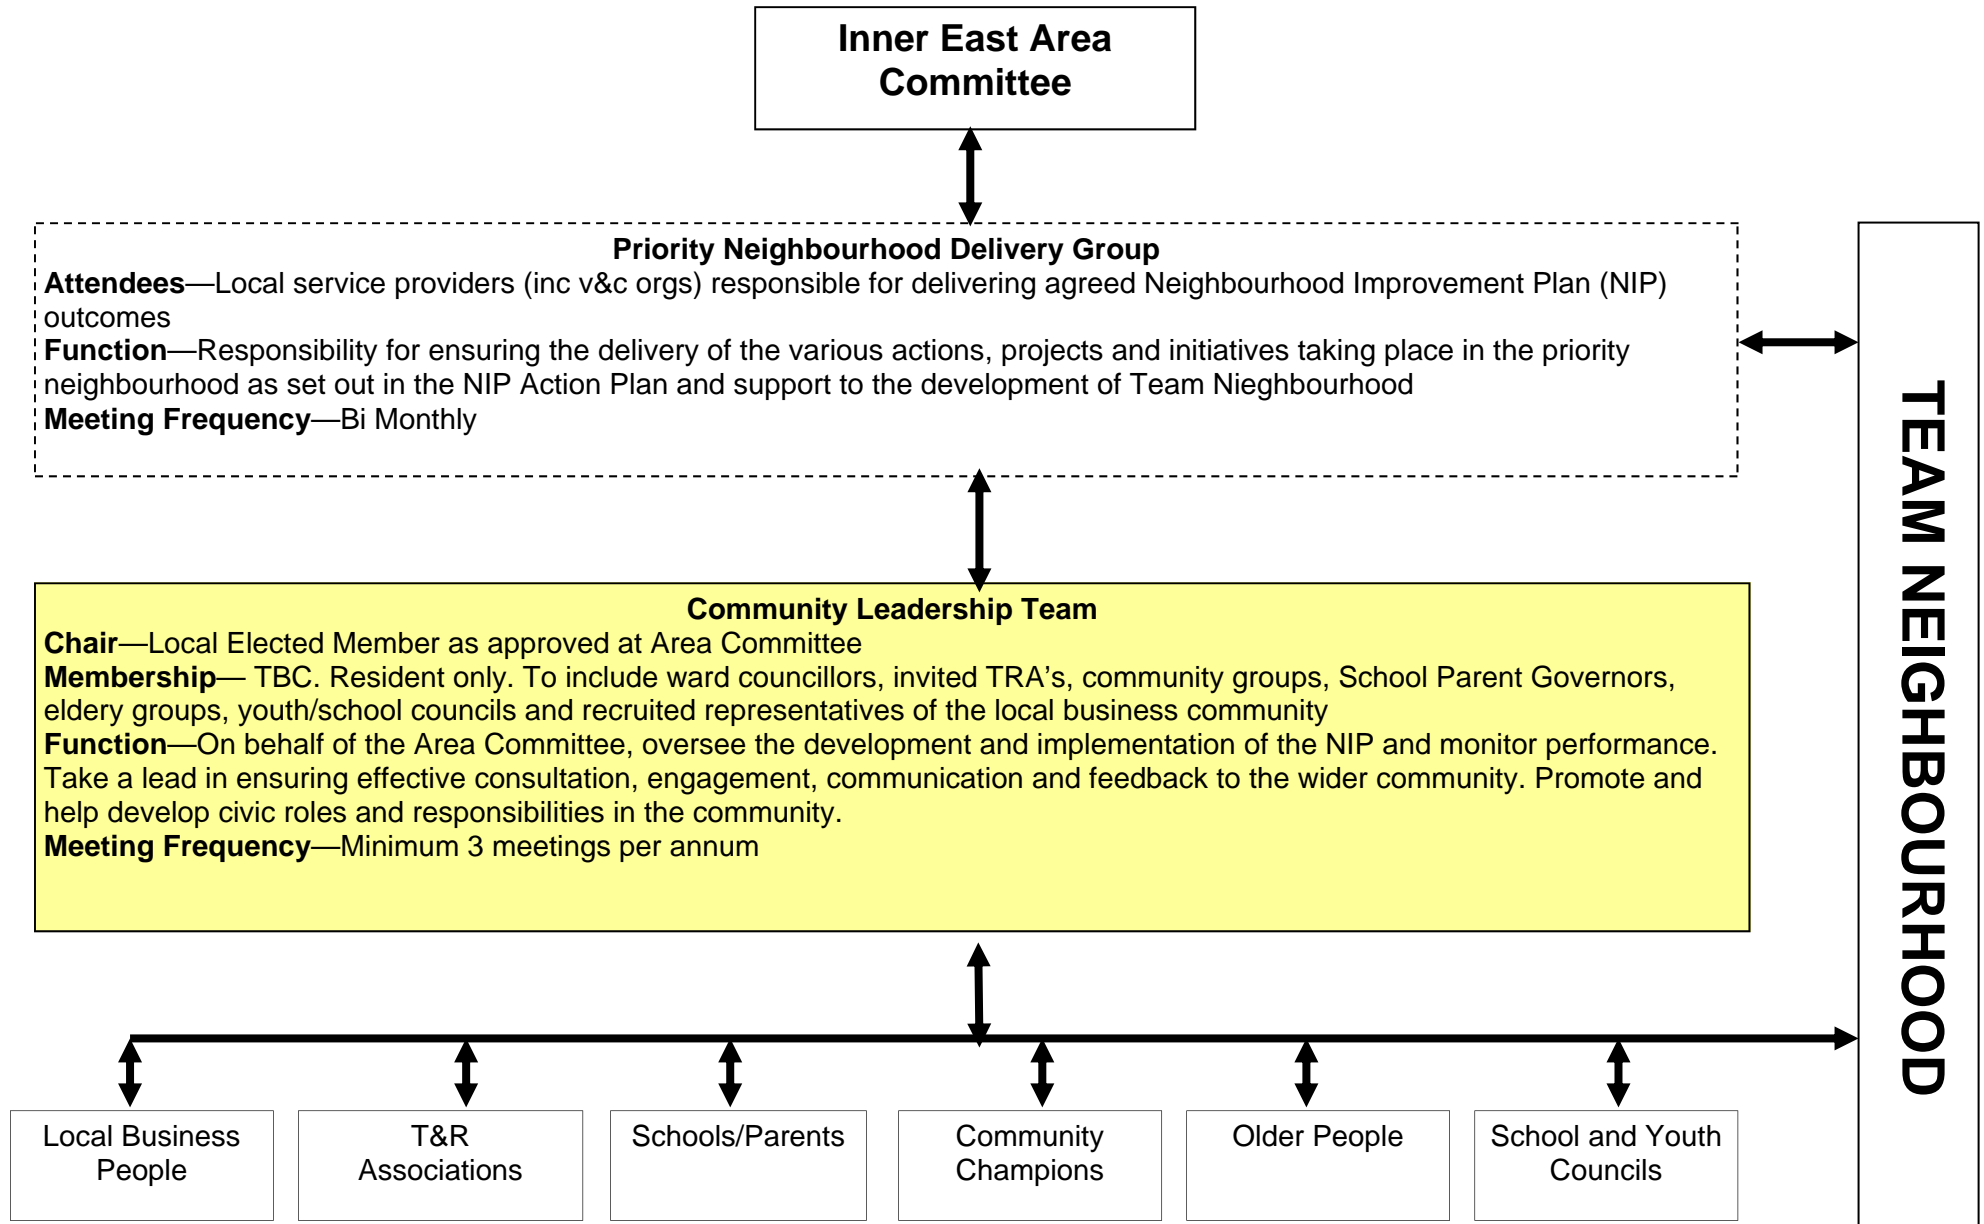 Inner East Area
Committee
Priority Neighbourhood Delivery Group
Attendees—Local service providers (inc v&c orgs) responsible for delivering agreed Neighbourhood Improvement Plan (NIP)
outcomes
Function—Responsibility for ensuring the delivery of the various actions, projects and initiatives taking place in the priority
neighbourhood as set out in the NIP Action Plan and support to the development of Team Nieghbourhood
Meeting Frequency—Bi Monthly
Community Leadership Team
Chair—Local Elected Member as approved at Area Committee
Membership— TBC. Resident only. To include ward councillors, invited TRA’s, community groups, School Parent Governors,
eldery groups, youth/school councils and recruited representatives of the local business community
Function—On behalf of the Area Committee, oversee the development and implementation of the NIP and monitor performance.
Take a lead in ensuring effective consultation, engagement, communication and feedback to the wider community. Promote and
help develop civic roles and responsibilities in the community.
Meeting Frequency—Minimum 3 meetings per annum
Local Business
People
T&R
Associations
Schools/Parents
Community
Champions
Older People
School and Youth
Councils
TEAM NEIGHBOURHOOD